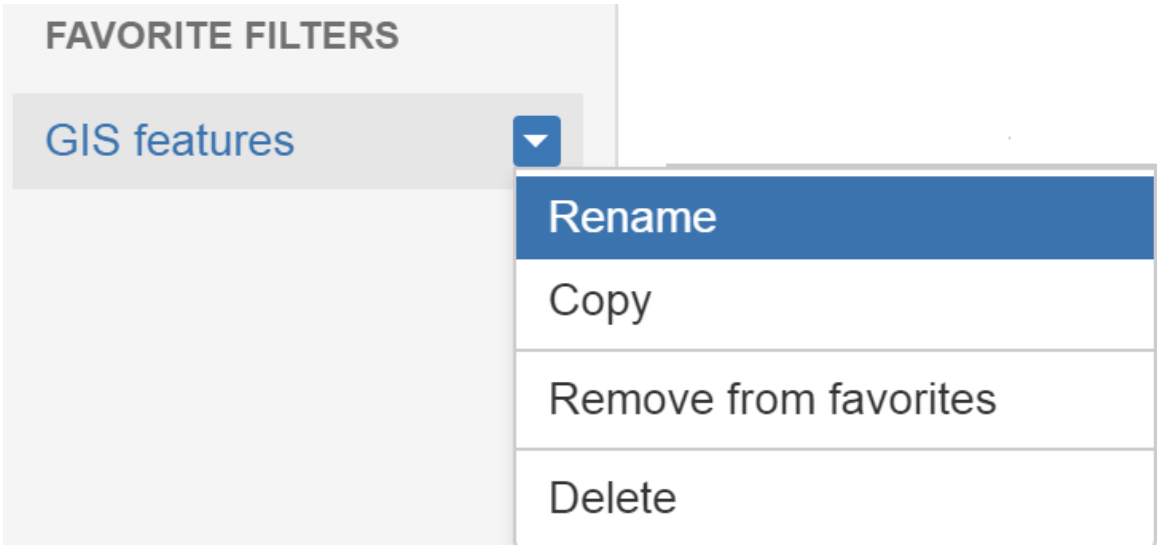 FAVORITE FILTERS
GIS features
Rename
Copy
Remove from favorites
Delete